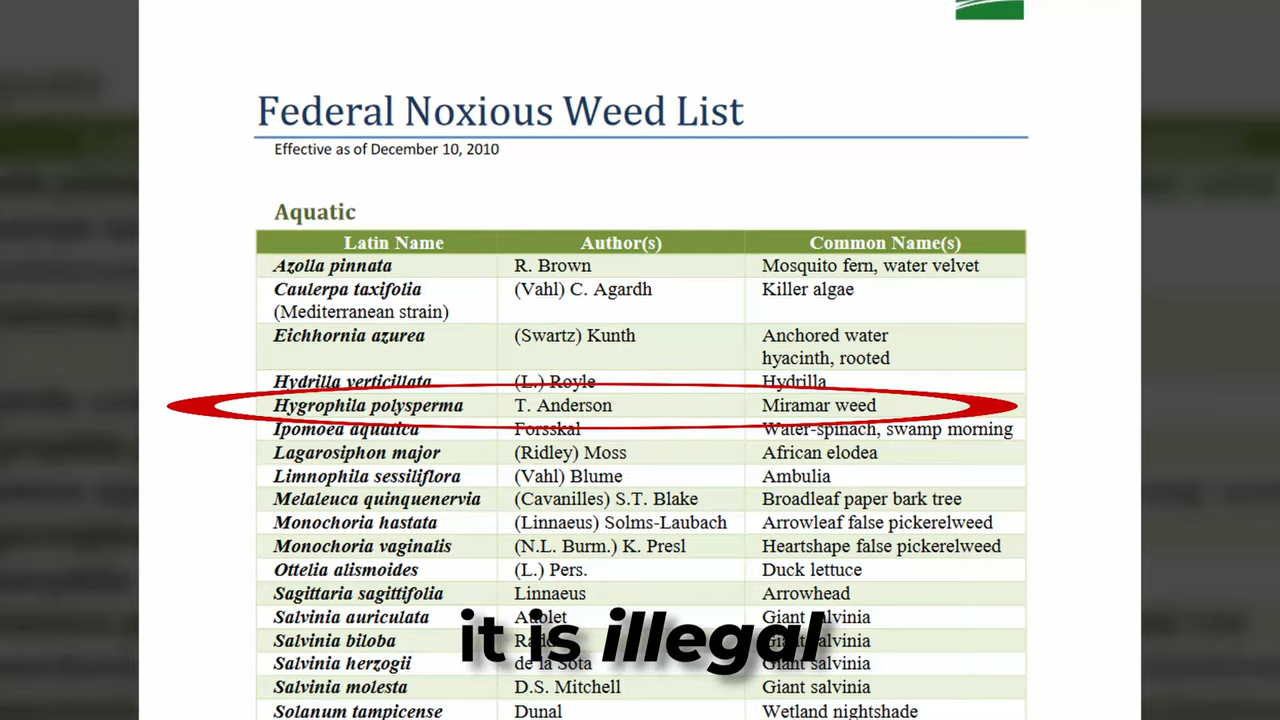 Federal Noxious Weed List
Effective as of December 10, 2010
Aquatic
Latin Name Author(s) Common Name(s)
Azolla pinnata R. Brown Mosquito fern, water velvet
Caulerpa taxifolia (Vahl) C. Agardh Killer algae
(Mediterranean strain)
Eichhornia azurea (Swartz) Kunth Anchored water
hyacinth, rooted
Hydrilla verticillata (L.) Royle Hydrilla
Hygrophila polysperma T. Anderson Miramar weed
Ipomoea aquatica Forsskal Water-spinach, swamp morning
Lagarosiphon major (Ridley) Moss African elodea
Limnophila sessiliflora (Vahl) Blume Ambulia
Melaleuca quinquenervia (Cavanilles) S.T. Blake Broadleaf paper bark tree
Monochoria hastata (Linnaeus) Solms-Laubach Arrowleaf false pickerelweed
Monochoria vaginalis (N.L. Burm.) K. Presl Heartshape false pickerelweed
Ottelia alismoides (L.) Pers. Duck lettuce
Sagittaria sagittifolia Linnaeus Arrowhead
Salvinia auriculata Aublet Giant salvinia
it is illegal
Salvinia biloba Giant salvinia
Salvinia herzogii de la Sota Giant salvinia
Salvinia molesta D.S. Mitchell Giant salvinia
Solanum tampicense Dunal Wetland nightshade